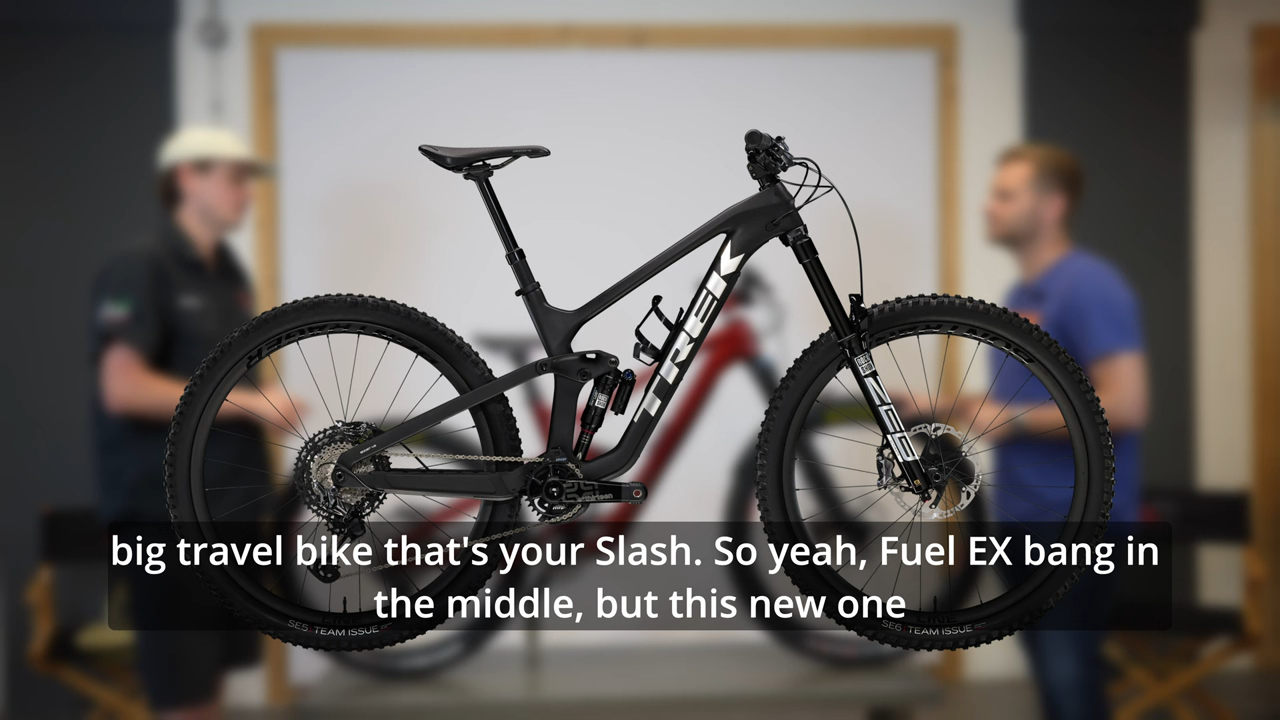 TREK
ZEB
SE5 TEAM ISSUE
SE6 TEAM ISSUE
big travel bike that's your Slash. So yeah, Fuel EX bang in
the middle, but this new one